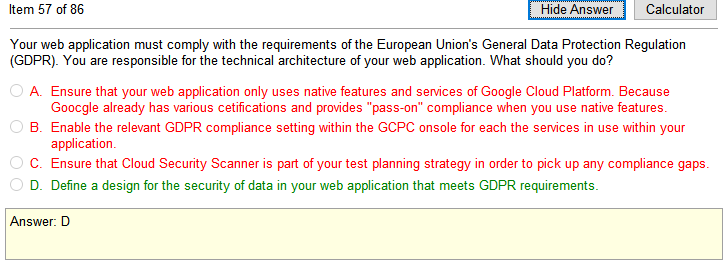 Item 57 of 86
Hide Answer
Calculator
Your web application must comply with the requirements of the European Union's General Data Protection Regulation
(GDPR). You are responsible for the technical architecture of your web application. What should you do?
A. Ensure that your web application only uses native features and services of Google Cloud Platform. Because
Goocgle already has various cetifications and provides "pass-on" compliance when you use native features.
B. Enable the relevant GDPR compliance setting within the GCPC onsole for each the services in use within your
application.
C. Ensure that Cloud Security Scanner is part of your test planning strategy in order to pick up any compliance gaps.
D. Define a design for the security of data in your web application that meets GDPR requirements.
Answer: D